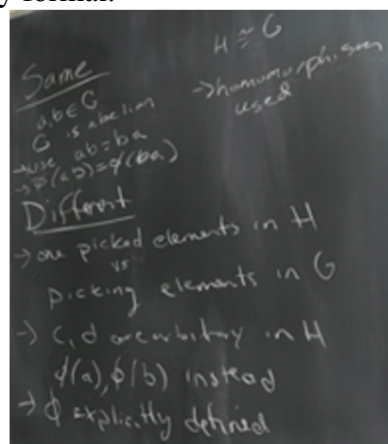 y formal.
H ≅ G
→homomorphism
used
Same
a,b∈G
G is abelian
→use ab=ba
→ϕ(ab)=ϕ(ba)
Different
→one picked elements in H
vs
picking elements in G
→ c,d are arbitrary in H
ϕ(a),ϕ(b) instead
→ ϕ explicitly defined